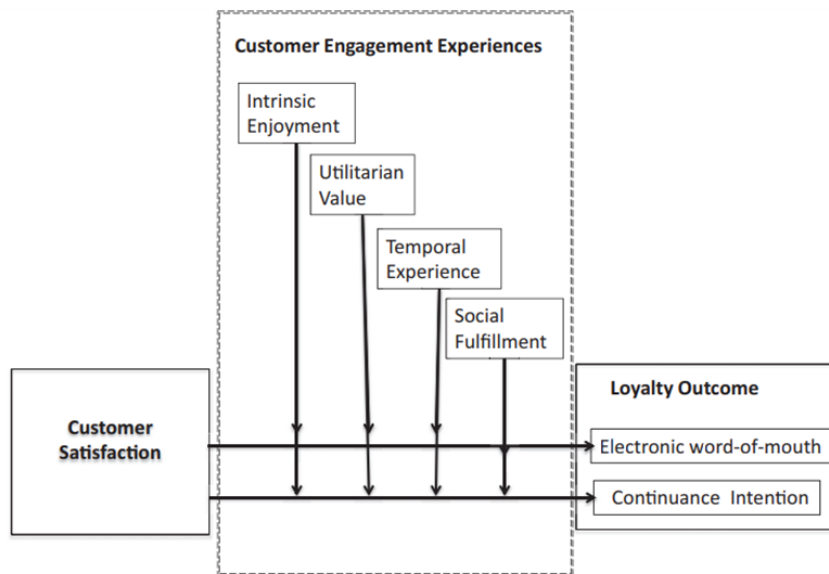 Customer Engagement Experiences
Intrinsic
Enjoyment
Utilitarian
Value
Temporal
Experience
Social
Fulfillment
Customer
Satisfaction
Loyalty Outcome
Electronic word-of-mouth
Continuance Intention